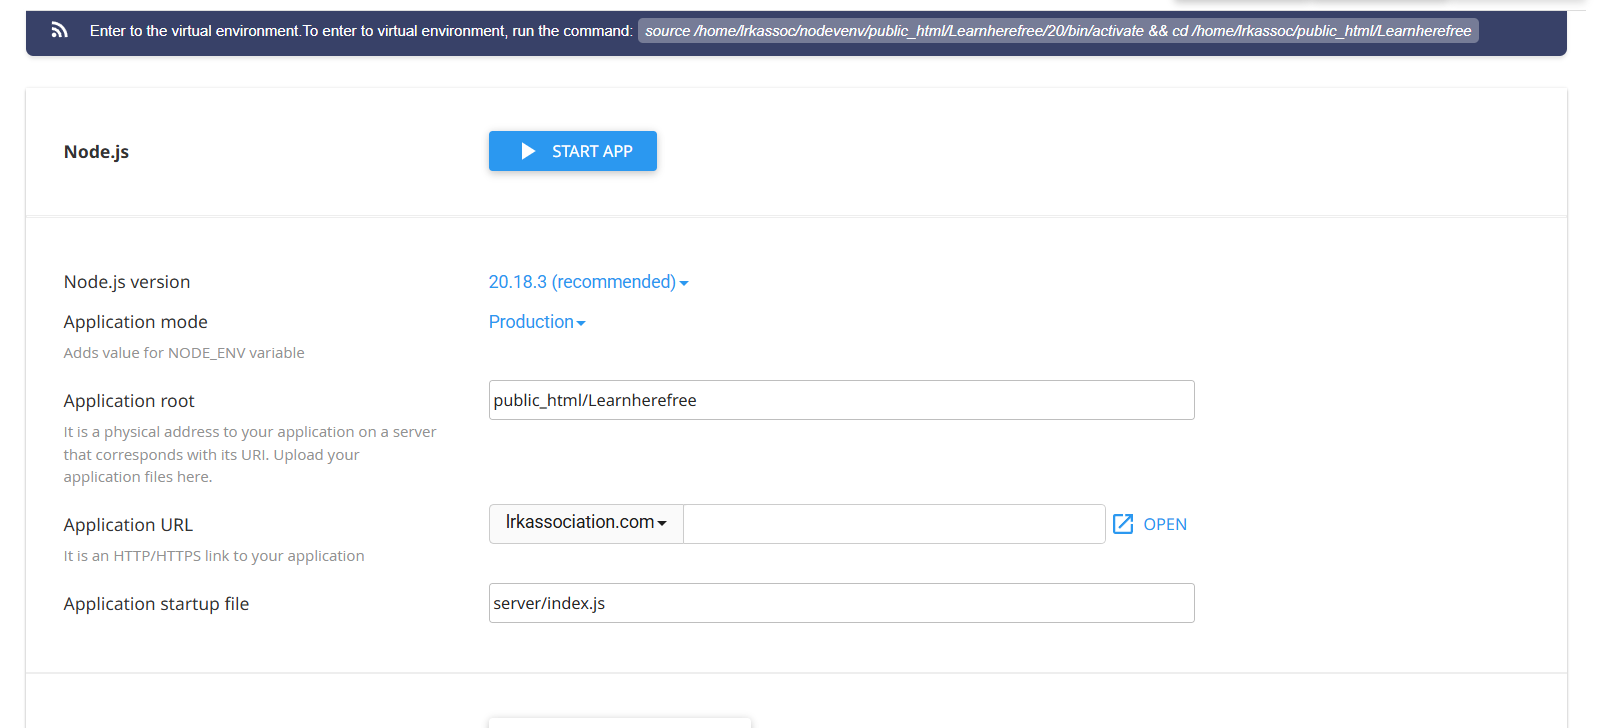 Enter to the virtual environment.To enter to virtual environment, run the command: source /home/lrkassoc/nodevenv/public_html/Learnherefree/20/bin/activate && cd /home/lrkassoc/public_html/Learnherefree
Node.js
START APP
Node.js version
20.18.3 (recommended)
Application mode
Production
Adds value for NODE_ENV variable
Application root
public_html/Learnherefree
It is a physical address to your application on a server
that corresponds with its URI. Upload your
application files here.
Application URL
lrkassociation.com
OPEN
It is an HTTP/HTTPS link to your application
Application startup file
server/index.js